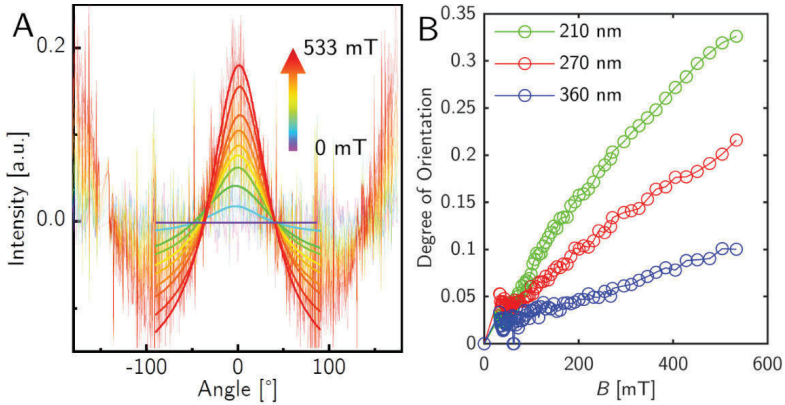 A
533 mT
0 mT
0.2
0.0
Intensity [a.u.]
-100
0
100
Angle [°]
B
210 nm
270 nm
360 nm
0.35
0.3
0.25
0.2
0.15
0.1
0.05
0
Degree of Orientation
0
200
400
600
B [mT]